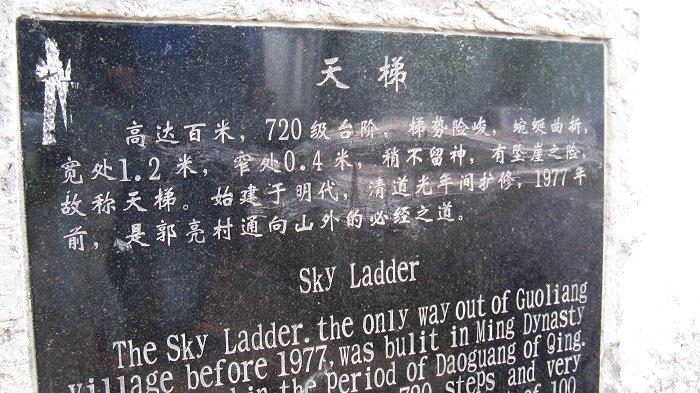 天梯
高达百米，720级台阶，梯势险峻，蜿蜒曲折，
宽处1.2米，窄处0.4米，稍不留神，有坠崖之险，
故称天梯。始建于明代，清道光年间扩修，1977年
前，是郭亮村通向山外的必经之道。
Sky Ladder
The Sky Ladder. the only way out of Guoliang
Village before 1977, was bulit in Ming Dynasty
in the Period of Daoguang of Qing.
720 steps and very
of 100